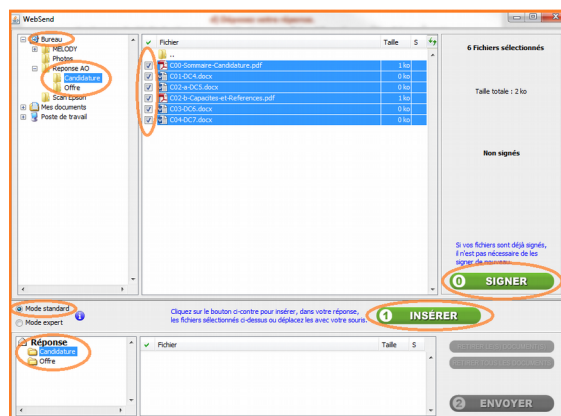 WebSend
d) Déposez votre réponse.
Bureau
MELODY
Photos
Reponse AO
Candidature
Offre
Scan Epson
Mes documents
Poste de travail
Fichier Taille S
..
C00-Sommaire-Candidature.pdf 1 ko
C01-DC4.docx 0 ko
C02-a-DC5.docx 0 ko
C02-b-Capacites-et-References.pdf 1 ko
C03-DC6.docx 0 ko
C04-DC7.docx 0 ko
6 Fichiers sélectionnés
Taille totale : 2 ko
Non signés
Si vos fichiers sont déjà signés,
il n'est pas nécessaire de les
signer de nouveau
0 SIGNER
Mode standard
Mode expert
Cliquez sur le bouton ci-contre pour insérer, dans votre réponse,
les fichiers sélectionnés ci-dessus ou déplacez les avec votre souris.
1 INSÉRER
Réponse
Candidature
Offre
Fichier Taille S
2 ENVOYER